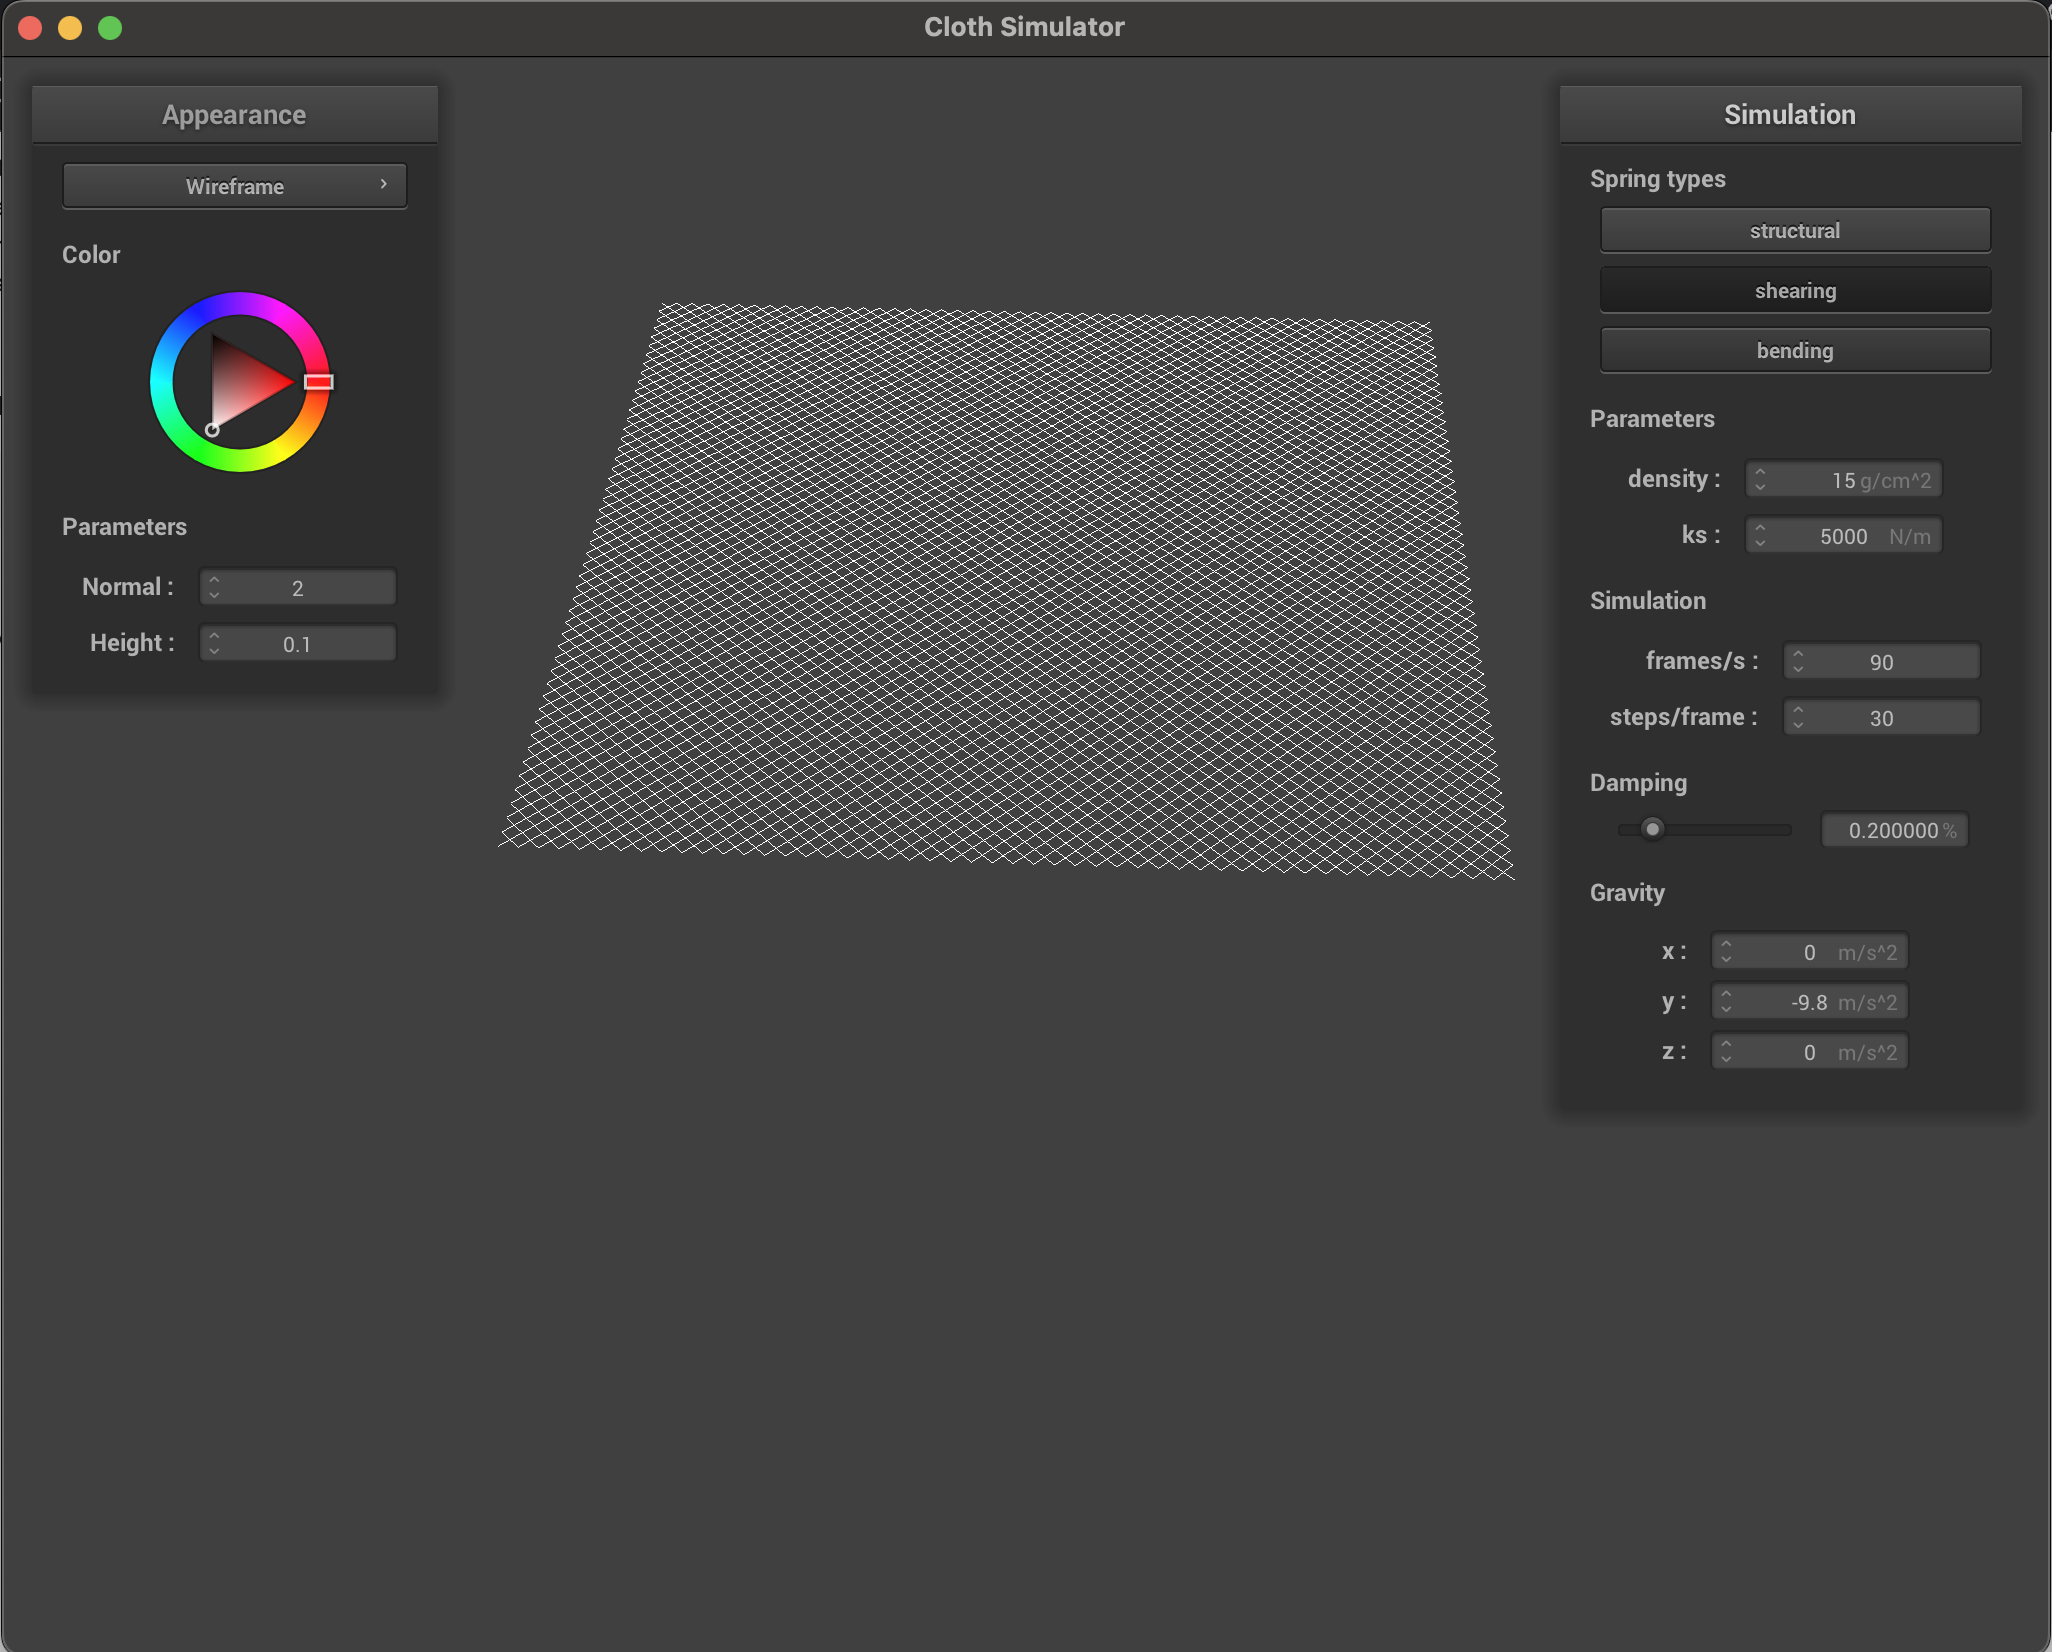 Cloth Simulator
Appearance
Wireframe
Color
Parameters
Normal : 2
Height : 0.1
Simulation
Spring types
structural
shearing
bending
Parameters
density : 15 g/cm^2
ks : 5000 N/m
Simulation
frames/s : 90
steps/frame : 30
Damping
0.200000 %
Gravity
x : 0 m/s^2
y : -9.8 m/s^2
z : 0 m/s^2